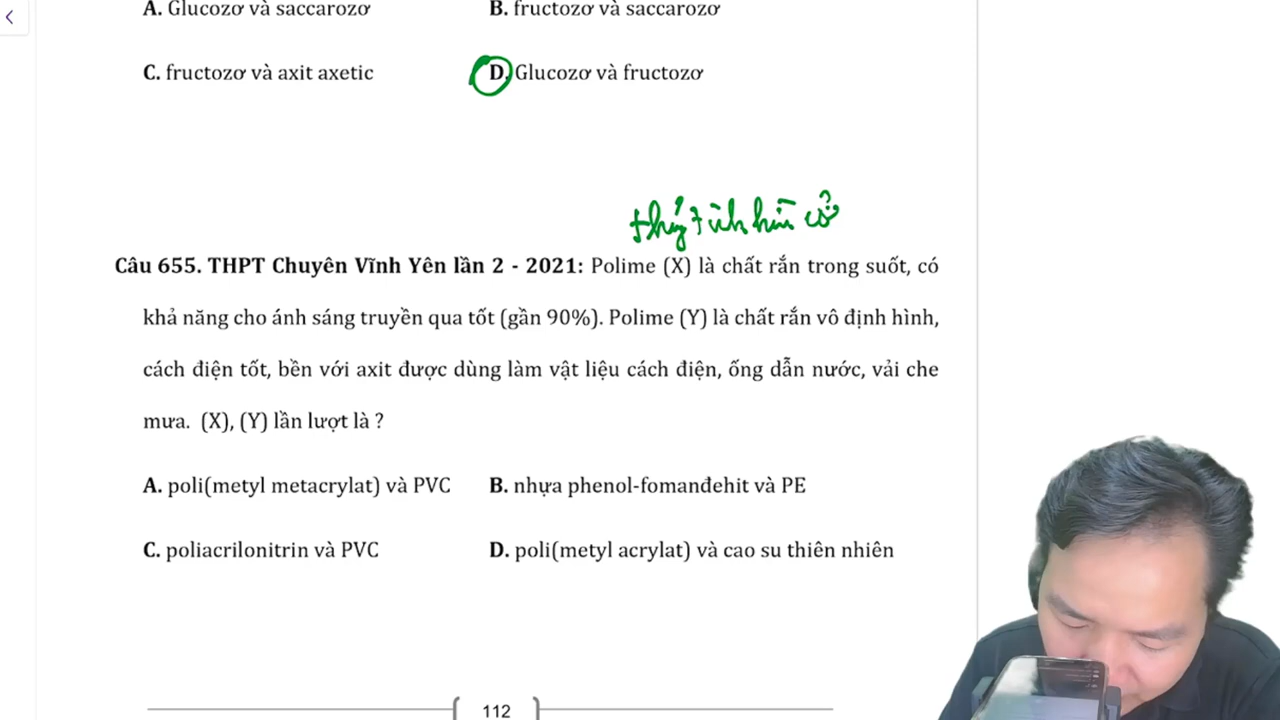 A. Glucozơ và saccarozơ B. fructozơ và saccarozơ
C. fructozơ và axit axetic D. Glucozơ và fructozơ
thủy tinh hữu cơ
Câu 655. THPT Chuyên Vĩnh Yên lần 2 - 2021: Polime (X) là chất rắn trong suốt, có
khả năng cho ánh sáng truyền qua tốt (gần 90%). Polime (Y) là chất rắn vô định hình,
cách điện tốt, bền với axit được dùng làm vật liệu cách điện, ống dẫn nước, vải che
mưa. (X), (Y) lần lượt là ?
A. poli(metyl metacrylat) và PVC B. nhựa phenol-fomanđehit và PE
C. poliacrilonitrin và PVC D. poli(metyl acrylat) và cao su thiên nhiên
112